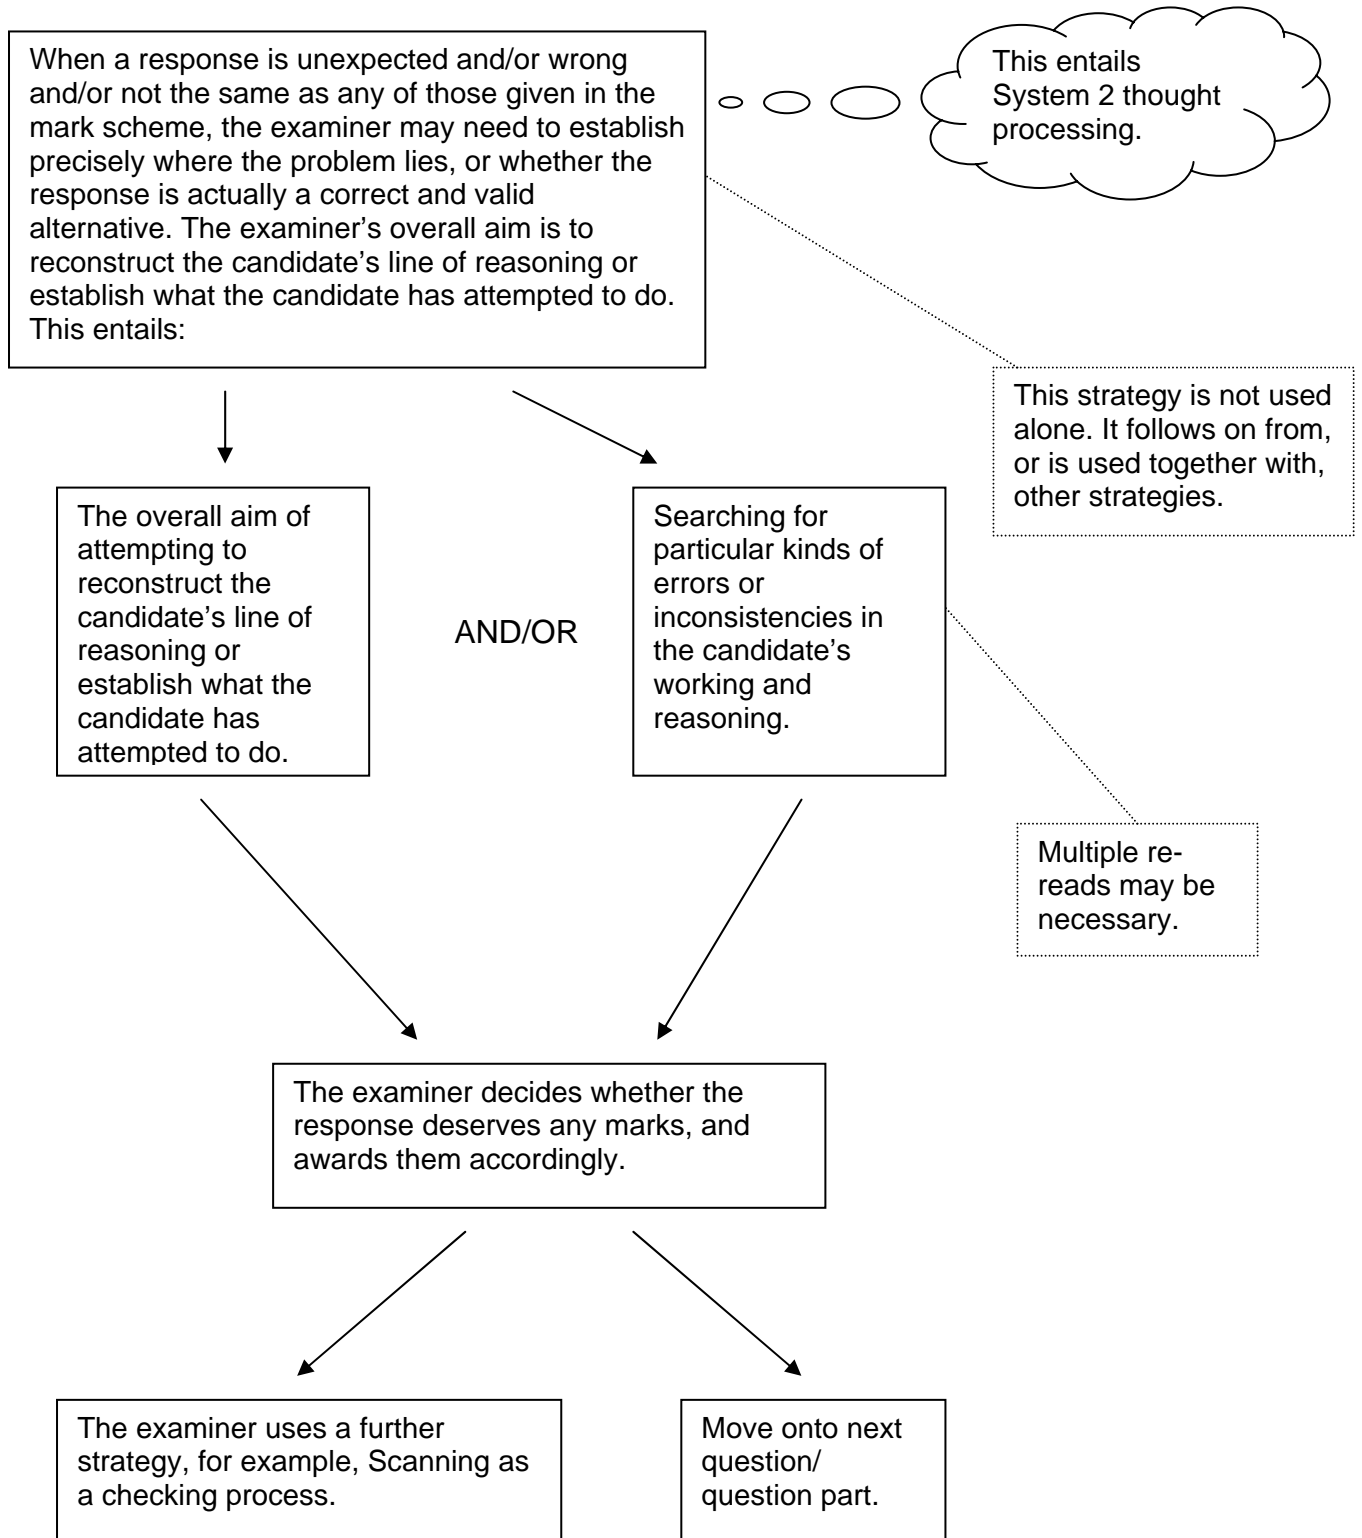 When a response is unexpected and/or wrong
and/or not the same as any of those given in the
mark scheme, the examiner may need to establish
precisely where the problem lies, or whether the
response is actually a correct and valid
alternative. The examiner's overall aim is to
reconstruct the candidate's line of reasoning or
establish what the candidate has attempted to do.
This entails:
This entails
System 2 thought
processing.
This strategy is not used
alone. It follows on from,
or is used together with,
other strategies.
The overall aim of
attempting to
reconstruct the
candidate's line of
reasoning or
establish what the
candidate has
attempted to do.
AND/OR
Searching for
particular kinds of
errors or
inconsistencies in
the candidate's
working and
reasoning.
Multiple re-
reads may be
necessary.
The examiner decides whether the
response deserves any marks, and
awards them accordingly.
The examiner uses a further
strategy, for example, Scanning as
a checking process.
Move onto next
question/
question part.